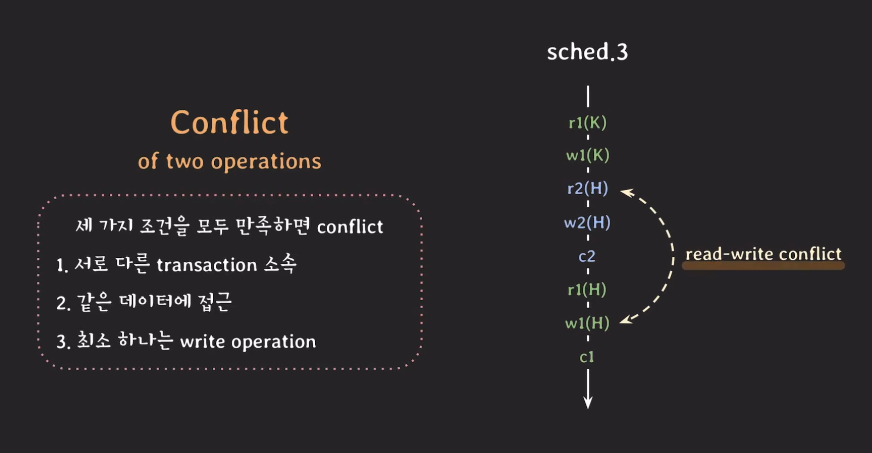 Conflict
of two operations
세 가지 조건을 모두 만족하면 conflict
1. 서로 다른 transaction 소속
2. 같은 데이터에 접근
3. 최소 하나는 write operation
sched.3
r1(K)
w1(K)
r2(H)
w2(H)
c2
r1(H)
w1(H)
c1
read-write conflict